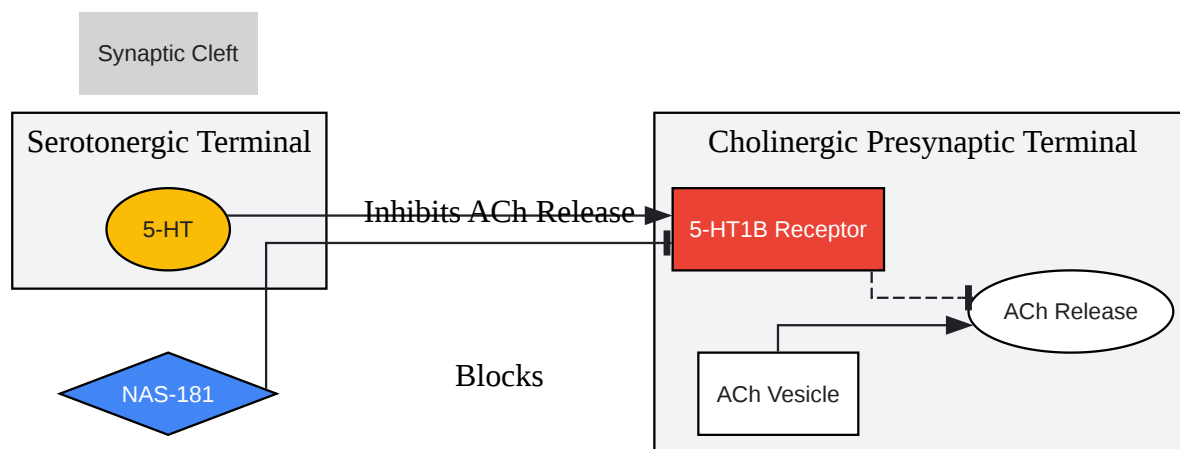 Synaptic Cleft
Serotonergic Terminal
Cholinergic Presynaptic Terminal
5-HT
Inhibits ACh Release
5-HT1B Receptor
ACh Release
NAS-181
Blocks
ACh Vesicle